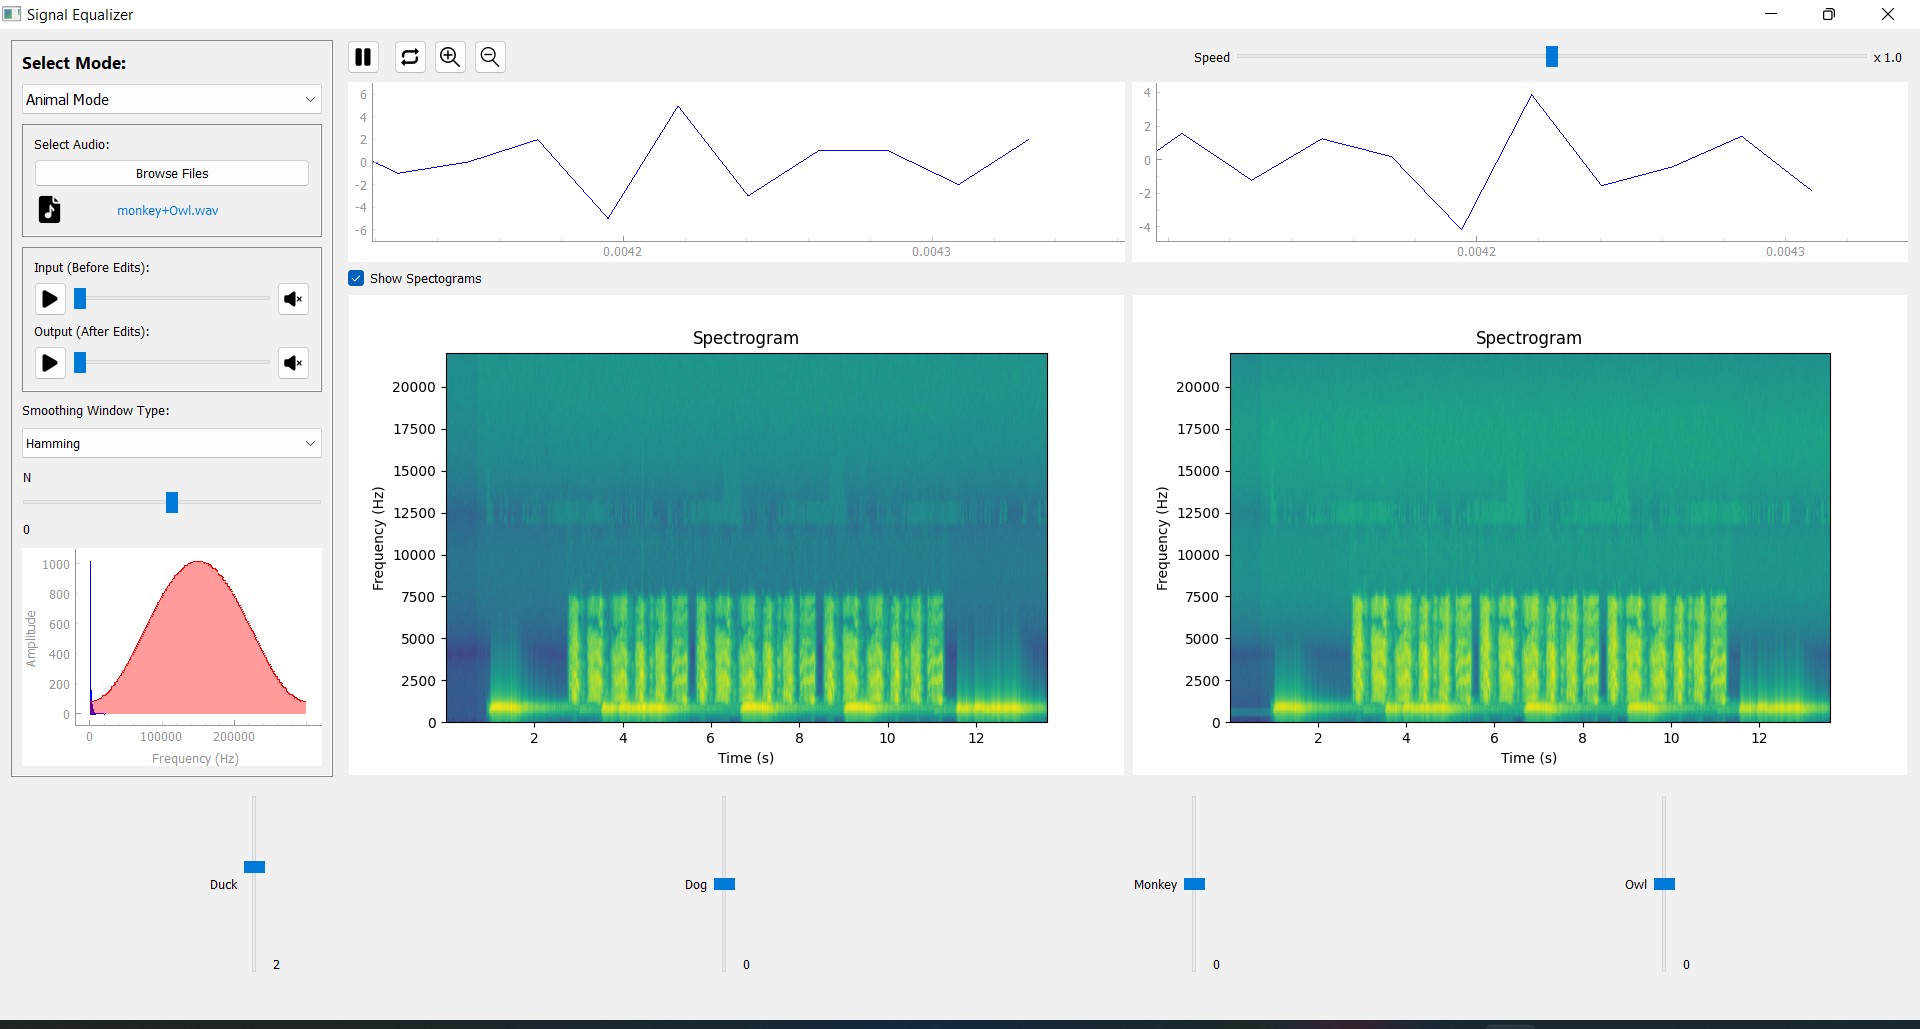 Signal Equalizer
Select Mode:
Animal Mode
Select Audio:
Browse Files
monkey+Owl.wav
Input (Before Edits):
Output (After Edits):
Smoothing Window Type:
Hamming
N
0
1000
800
600
400
200
0
Amplitude
0 100000 200000
Frequency (Hz)
Speed x 1.0
6
4
2
0
-2
-4
-6
0.0042 0.0043
4
2
0
-2
-4
0.0042 0.0043
Show Spectograms
Spectrogram
20000
17500
15000
12500
10000
7500
5000
2500
0
Frequency (Hz)
2 4 6 8 10 12
Time (s)
Spectrogram
20000
17500
15000
12500
10000
7500
5000
2500
0
Frequency (Hz)
2 4 6 8 10 12
Time (s)
Duck
2
Dog
0
Monkey
0
Owl
0